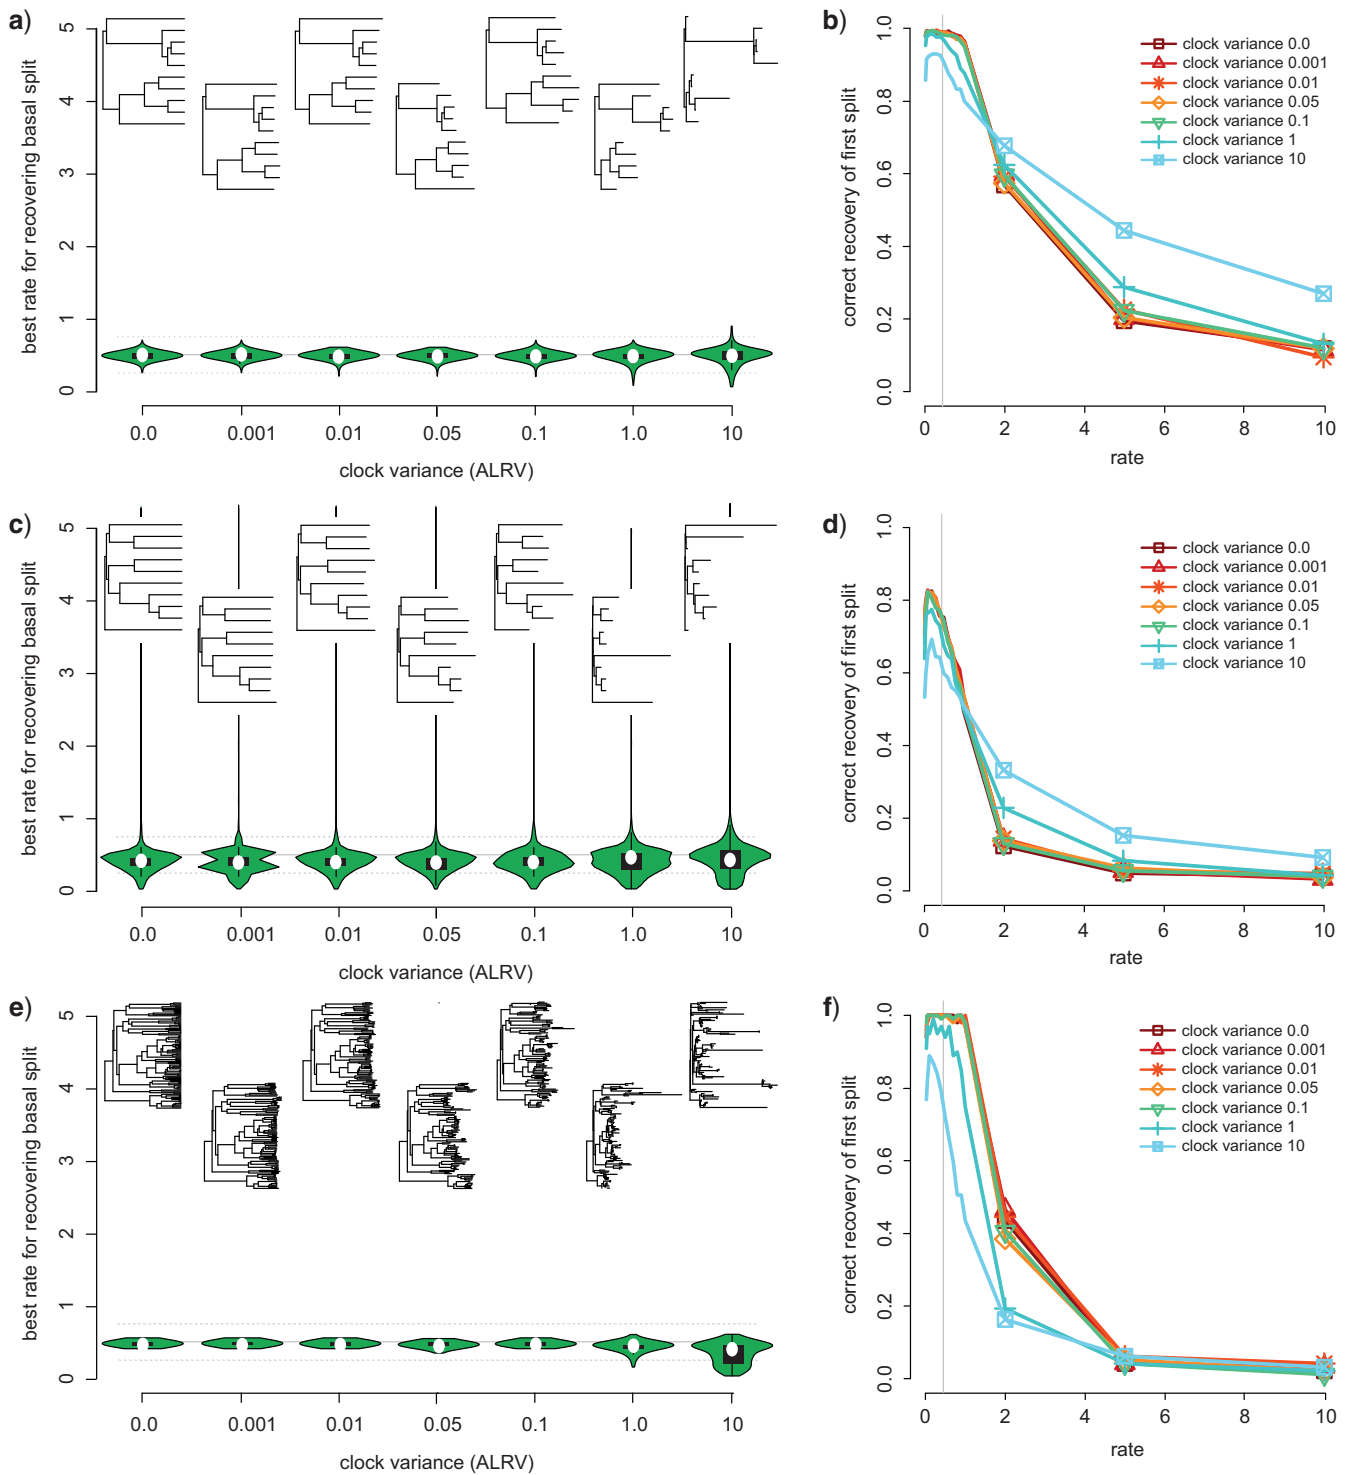 a)
best rate for recovering basal split
5
4
3
2
1
0
0.0 0.001 0.01 0.05 0.1 1.0 10
clock variance (ALRV)
b)
correct recovery of first split
1.0
0.8
0.6
0.4
0.2
0.0
clock variance 0.0
clock variance 0.001
clock variance 0.01
clock variance 0.05
clock variance 0.1
clock variance 1
clock variance 10
0 2 4 6 8 10
rate
c)
best rate for recovering basal split
5
4
3
2
1
0
0.0 0.001 0.01 0.05 0.1 1.0 10
clock variance (ALRV)
d)
correct recovery of first split
1.0
0.8
0.6
0.4
0.2
0.0
clock variance 0.0
clock variance 0.001
clock variance 0.01
clock variance 0.05
clock variance 0.1
clock variance 1
clock variance 10
0 2 4 6 8 10
rate
e)
best rate for recovering basal split
5
4
3
2
1
0
0.0 0.001 0.01 0.05 0.1 1.0 10
clock variance (ALRV)
f)
correct recovery of first split
1.0
0.8
0.6
0.4
0.2
0.0
clock variance 0.0
clock variance 0.001
clock variance 0.01
clock variance 0.05
clock variance 0.1
clock variance 1
clock variance 10
0 2 4 6 8 10
rate